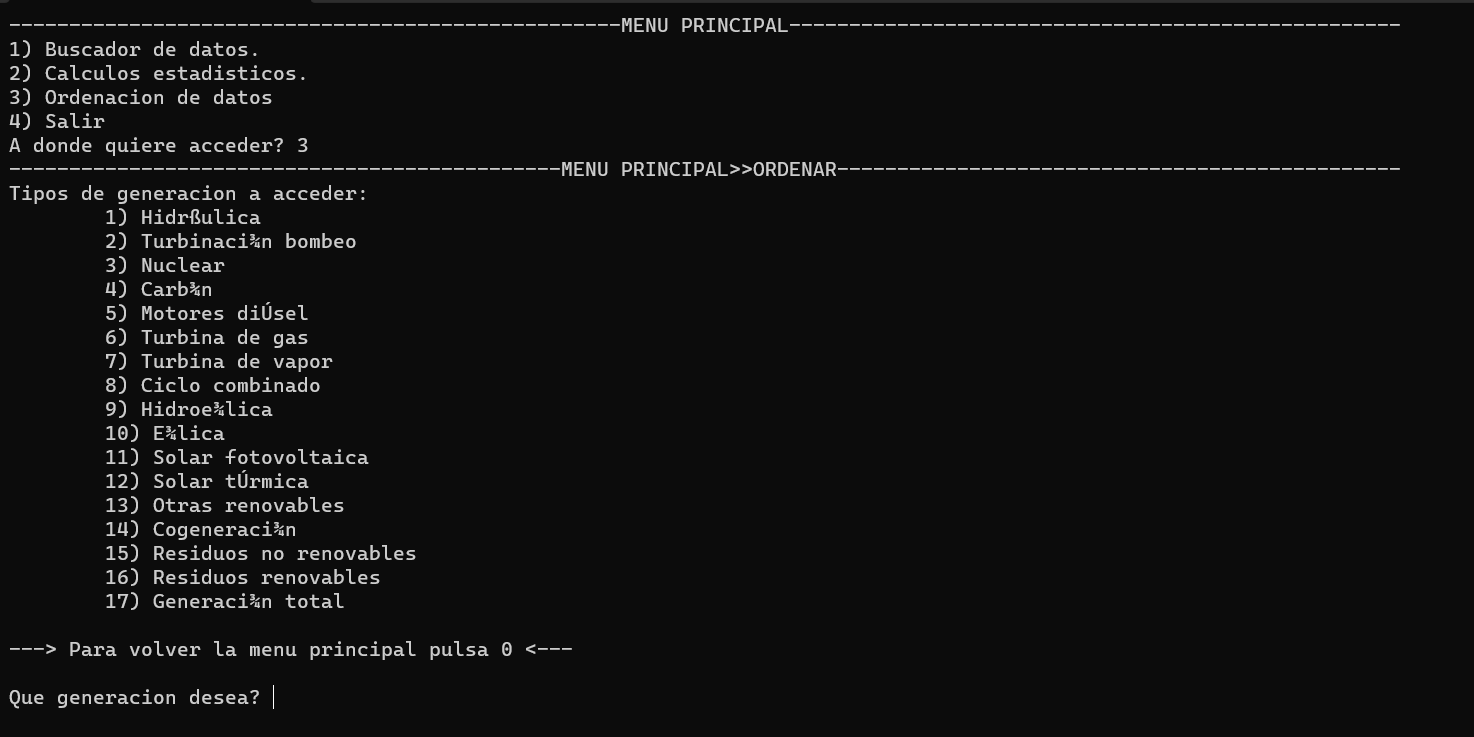 ---------------------------------------------------MENU PRINCIPAL---------------------------------------------------
1) Buscador de datos.
2) Calculos estadisticos.
3) Ordenacion de datos
4) Salir
A donde quiere acceder? 3
----------------------------------------------MENU PRINCIPAL>>ORDENAR-----------------------------------------------
Tipos de generacion a acceder:
1) Hidrßulica
2) Turbinaci¾n bombeo
3) Nuclear
4) Carb¾n
5) Motores diÚsel
6) Turbina de gas
7) Turbina de vapor
8) Ciclo combinado
9) Hidroe¾lica
10) E¾lica
11) Solar fotovoltaica
12) Solar tÚrmica
13) Otras renovables
14) Cogeneraci¾n
15) Residuos no renovables
16) Residuos renovables
17) Generaci¾n total
---> Para volver la menu principal pulsa 0 <---
Que generacion desea?